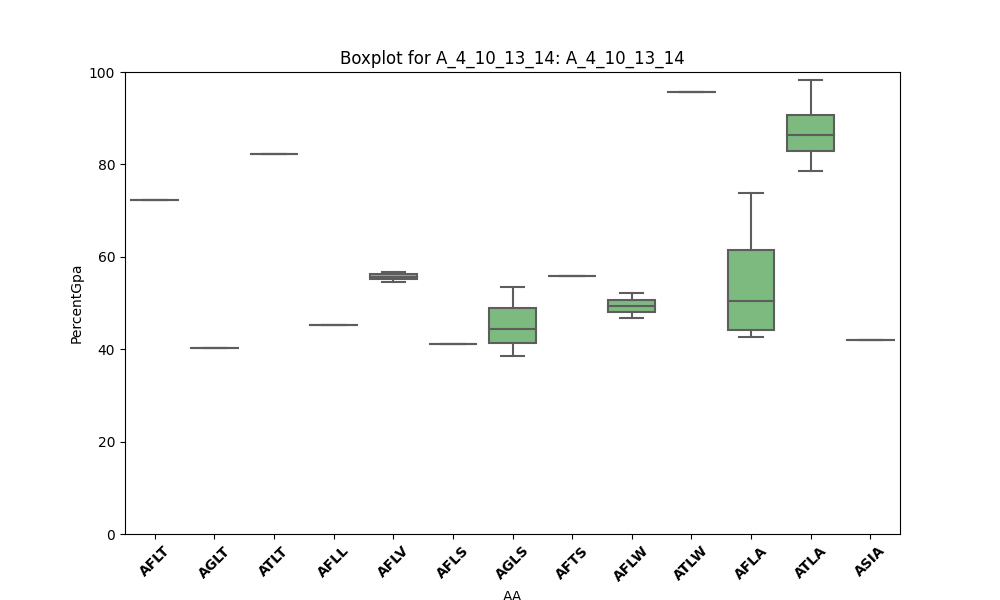 Boxplot for A_4_10_13_14: A_4_10_13_14
100
80
60
40
20
0
PercentGpa
AFLT AGLT ATLT AFLL AFLV AFLS AGLS AFTS AFLW ATLW AFLA ATLA ASIA
AA